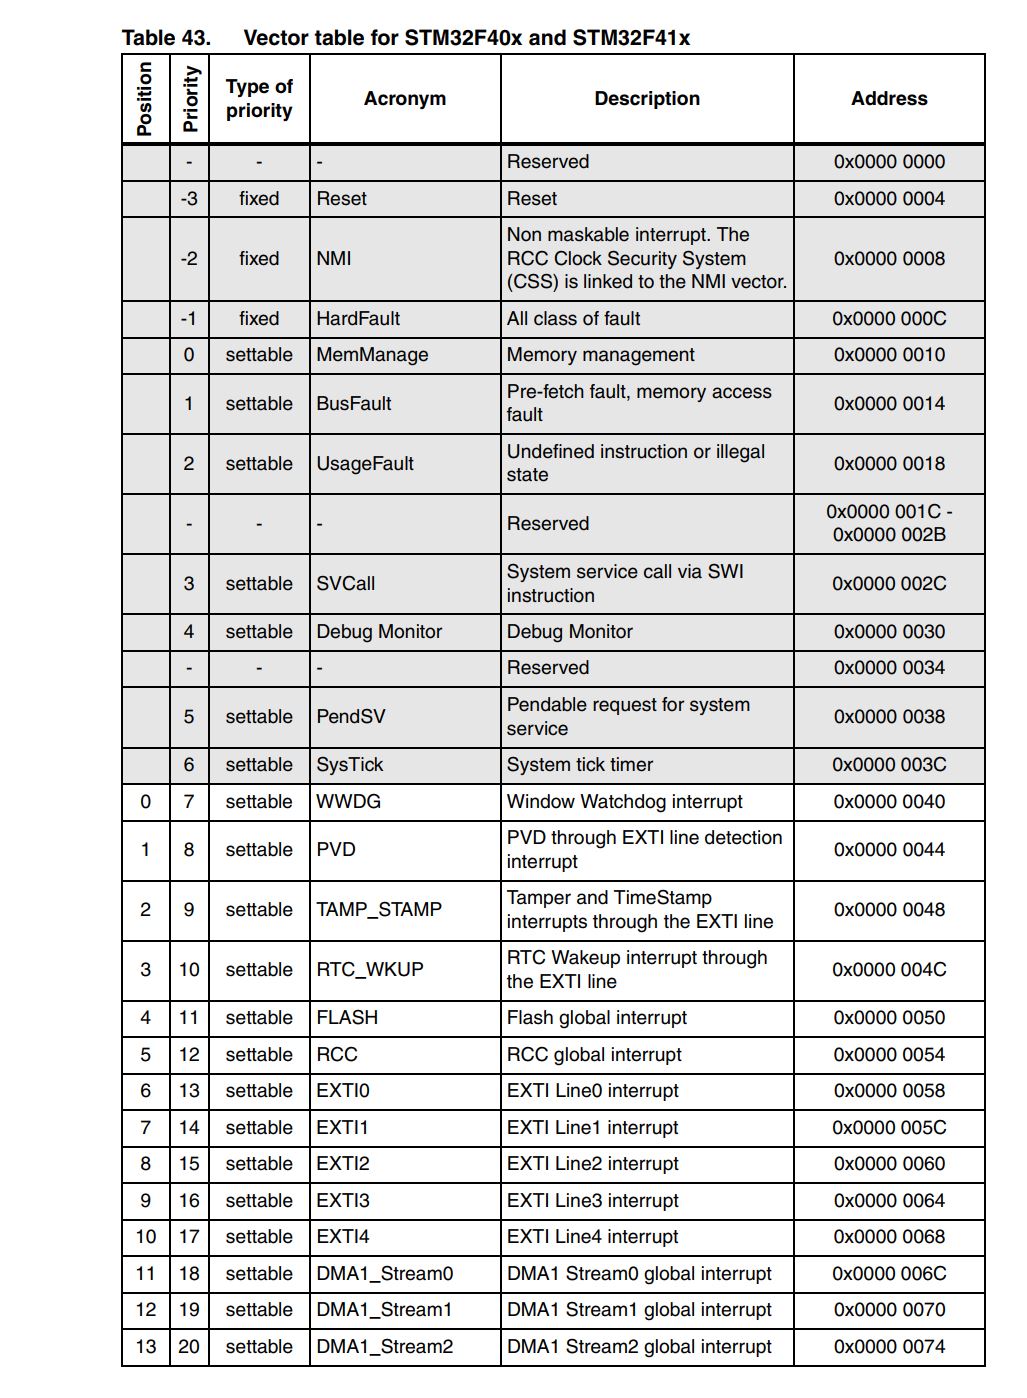 Table 43. Vector table for STM32F40x and STM32F41x
Position Priority Type of priority Acronym Description Address
- - - Reserved 0x0000 0000
-3 fixed Reset Reset 0x0000 0004
-2 fixed NMI Non maskable interrupt. The RCC Clock Security System (CSS) is linked to the NMI vector. 0x0000 0008
-1 fixed HardFault All class of fault 0x0000 000C
0 settable MemManage Memory management 0x0000 0010
1 settable BusFault Pre-fetch fault, memory access fault 0x0000 0014
2 settable UsageFault Undefined instruction or illegal state 0x0000 0018
- - - Reserved 0x0000 001C - 0x0000 002B
3 settable SVCall System service call via SWI instruction 0x0000 002C
4 settable Debug Monitor Debug Monitor 0x0000 0030
- - - Reserved 0x0000 0034
5 settable PendSV Pendable request for system service 0x0000 0038
6 settable SysTick System tick timer 0x0000 003C
0 7 settable WWDG Window Watchdog interrupt 0x0000 0040
1 8 settable PVD PVD through EXTI line detection interrupt 0x0000 0044
2 9 settable TAMP_STAMP Tamper and TimeStamp interrupts through the EXTI line 0x0000 0048
3 10 settable RTC_WKUP RTC Wakeup interrupt through the EXTI line 0x0000 004C
4 11 settable FLASH Flash global interrupt 0x0000 0050
5 12 settable RCC RCC global interrupt 0x0000 0054
6 13 settable EXTI0 EXTI Line0 interrupt 0x0000 0058
7 14 settable EXTI1 EXTI Line1 interrupt 0x0000 005C
8 15 settable EXTI2 EXTI Line2 interrupt 0x0000 0060
9 16 settable EXTI3 EXTI Line3 interrupt 0x0000 0064
10 17 settable EXTI4 EXTI Line4 interrupt 0x0000 0068
11 18 settable DMA1_Stream0 DMA1 Stream0 global interrupt 0x0000 006C
12 19 settable DMA1_Stream1 DMA1 Stream1 global interrupt 0x0000 0070
13 20 settable DMA1_Stream2 DMA1 Stream2 global interrupt 0x0000 0074